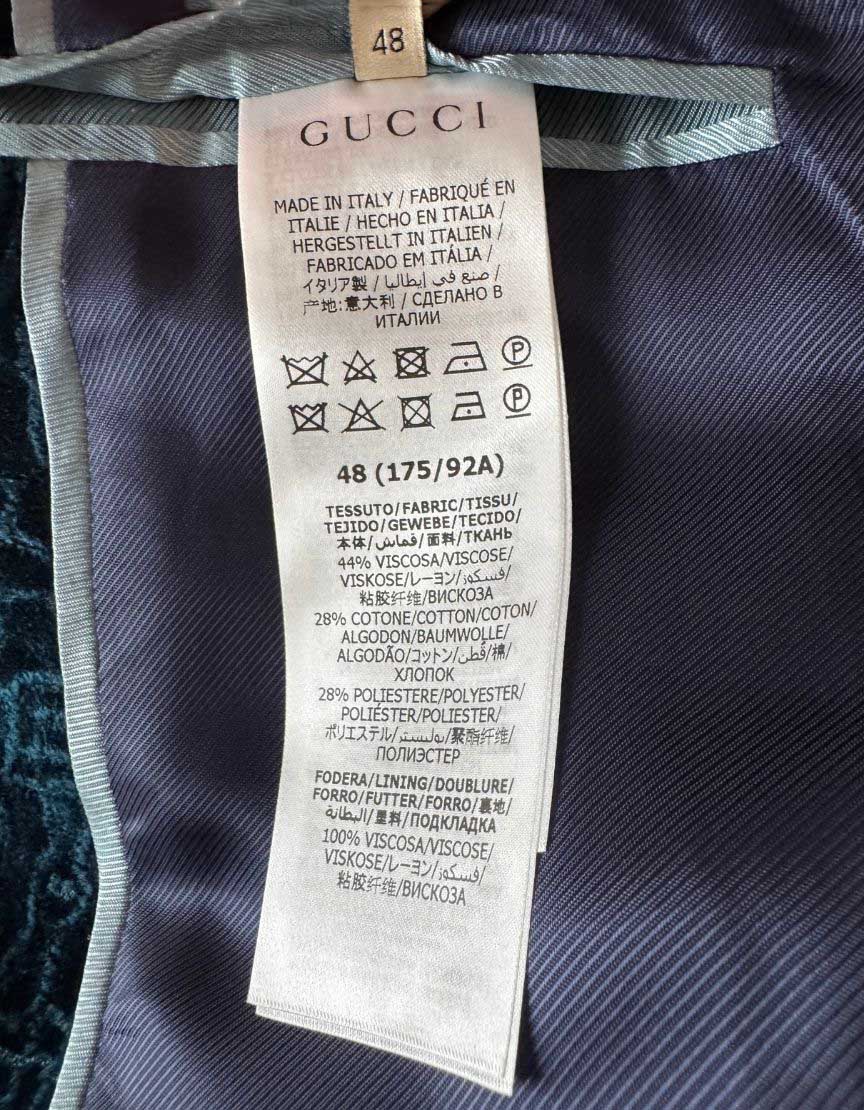 48
GUCCI
MADE IN ITALY / FABRIQUÉ EN
ITALIE / HECHO EN ITALIA /
HERGESTELLT IN ITALIEN /
FABRICADO EM ITÁLIA /
イタリア製 / صنع في إيطاليا /
产地:意大利 / СДЕЛАНО В
ИТАЛИИ
P
P
48 (175/92A)
TESSUTO/FABRIC/TISSU/
TEJIDO/GEWEBE/TECIDO/
本体/قماش/面料/ТКАНЬ
44% VISCOSA/VISCOSE/
VISKOSE/レーヨン/فسكوز/
粘胶纤维/ВИСКОЗА
28% COTONE/COTTON/COTON/
ALGODON/BAUMWOLLE/
ALGODÃO/コットン/قُطن/棉/
ХЛОПОК
28% POLIESTERE/POLYESTER/
POLIÉSTER/POLIESTER/
ポリエステル/بوليستر/聚酯纤维/
ПОЛИЭСТЕР
FODERA/LINING/DOUBLURE/
FORRO/FUTTER/FORRO/裏地/
البطانة/里料/ПОДКЛАДКА
100% VISCOSA/VISCOSE/
VISKOSE/レーヨン/فسكوز/
粘胶纤维/ВИСКОЗА